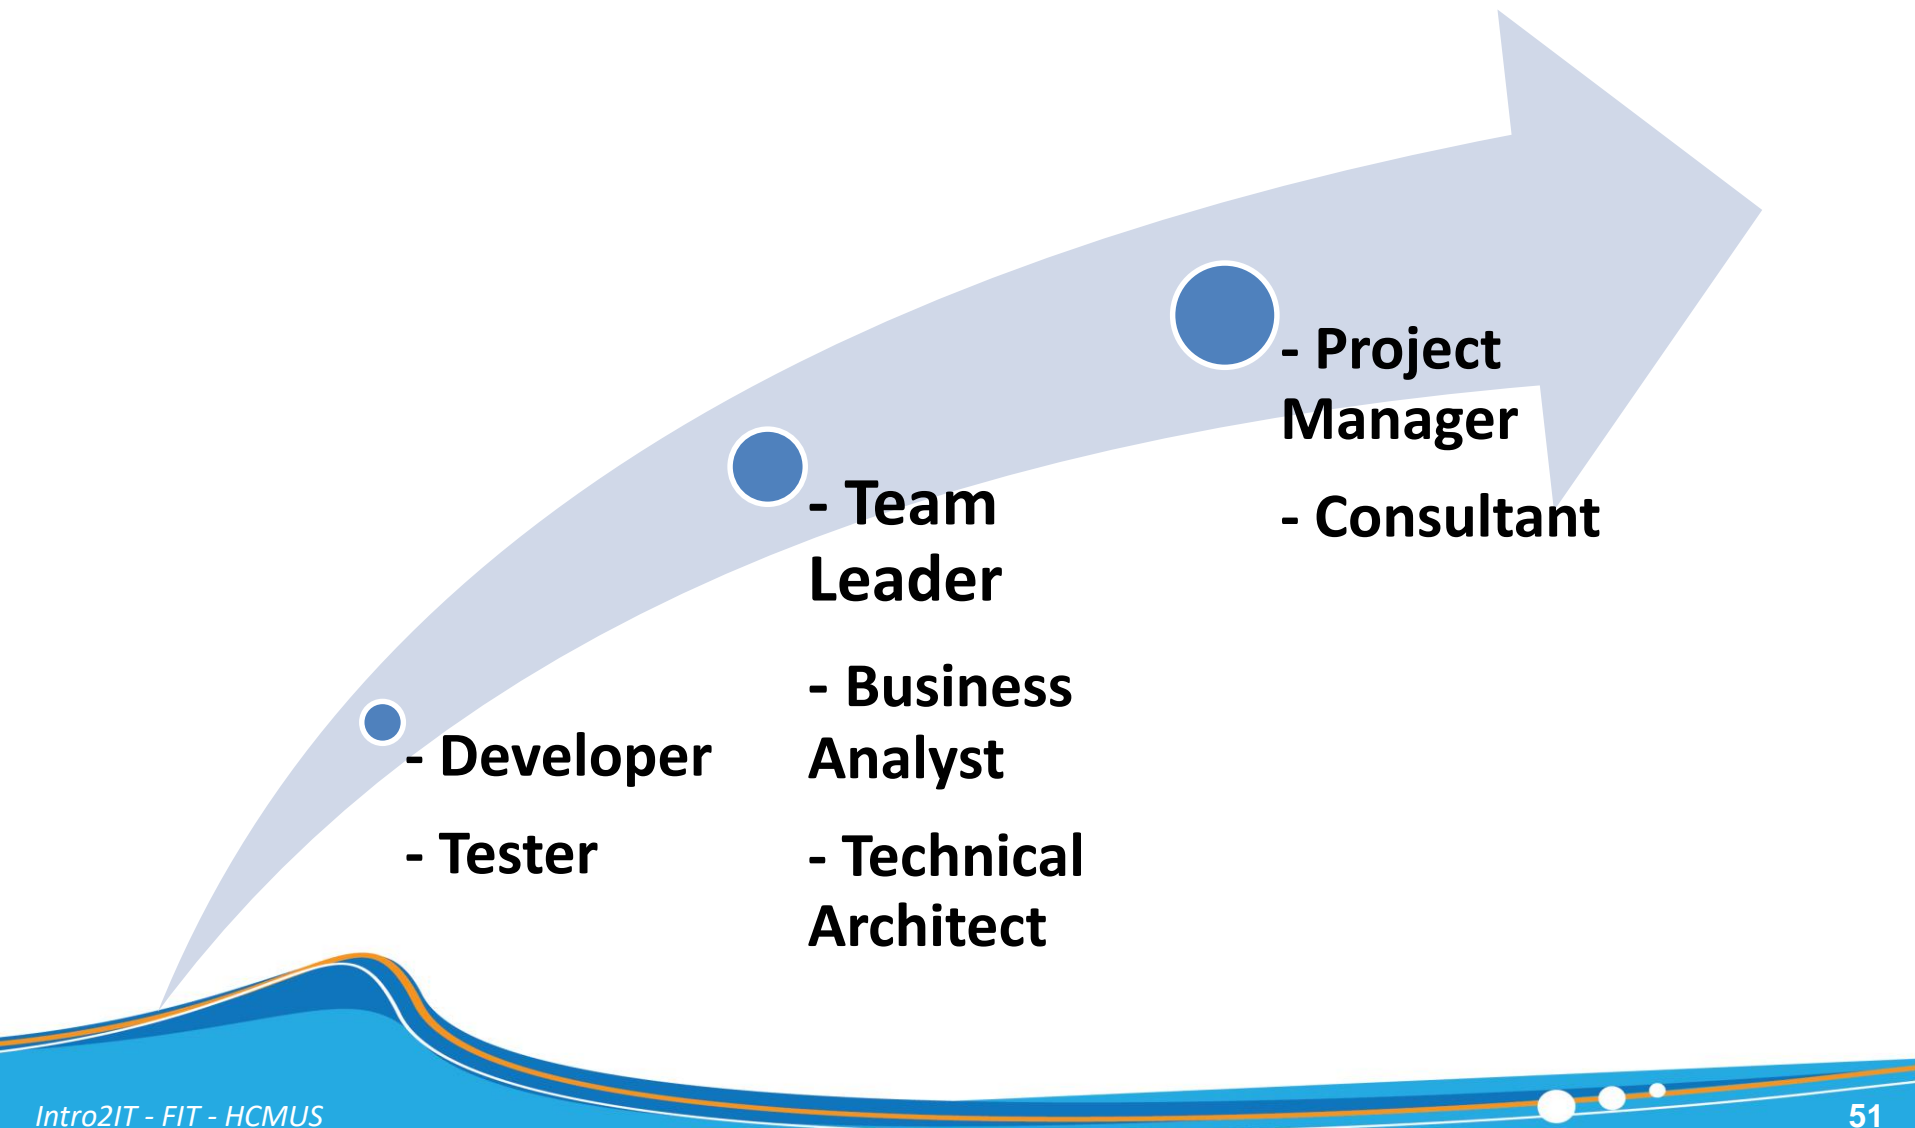 - Developer
- Tester
- Team
Leader
- Business
Analyst
- Technical
Architect
- Project
Manager
- Consultant
Intro2IT - FIT - HCMUS
51